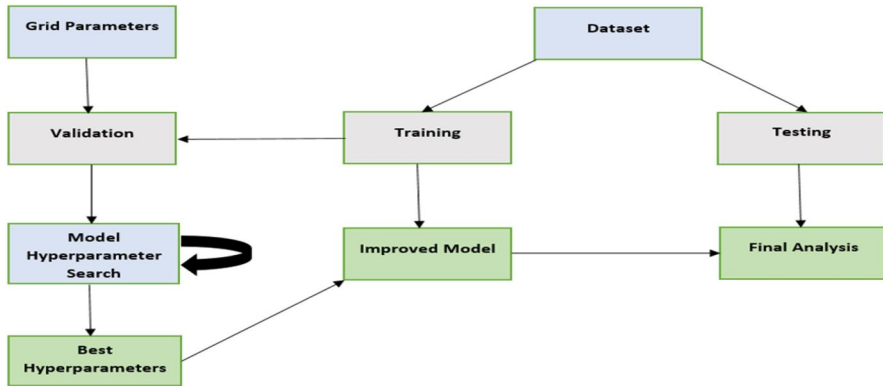 Grid Parameters
Dataset
Validation
Training
Testing
Model
Hyperparameter
Search
Improved Model
Final Analysis
Best
Hyperparameters